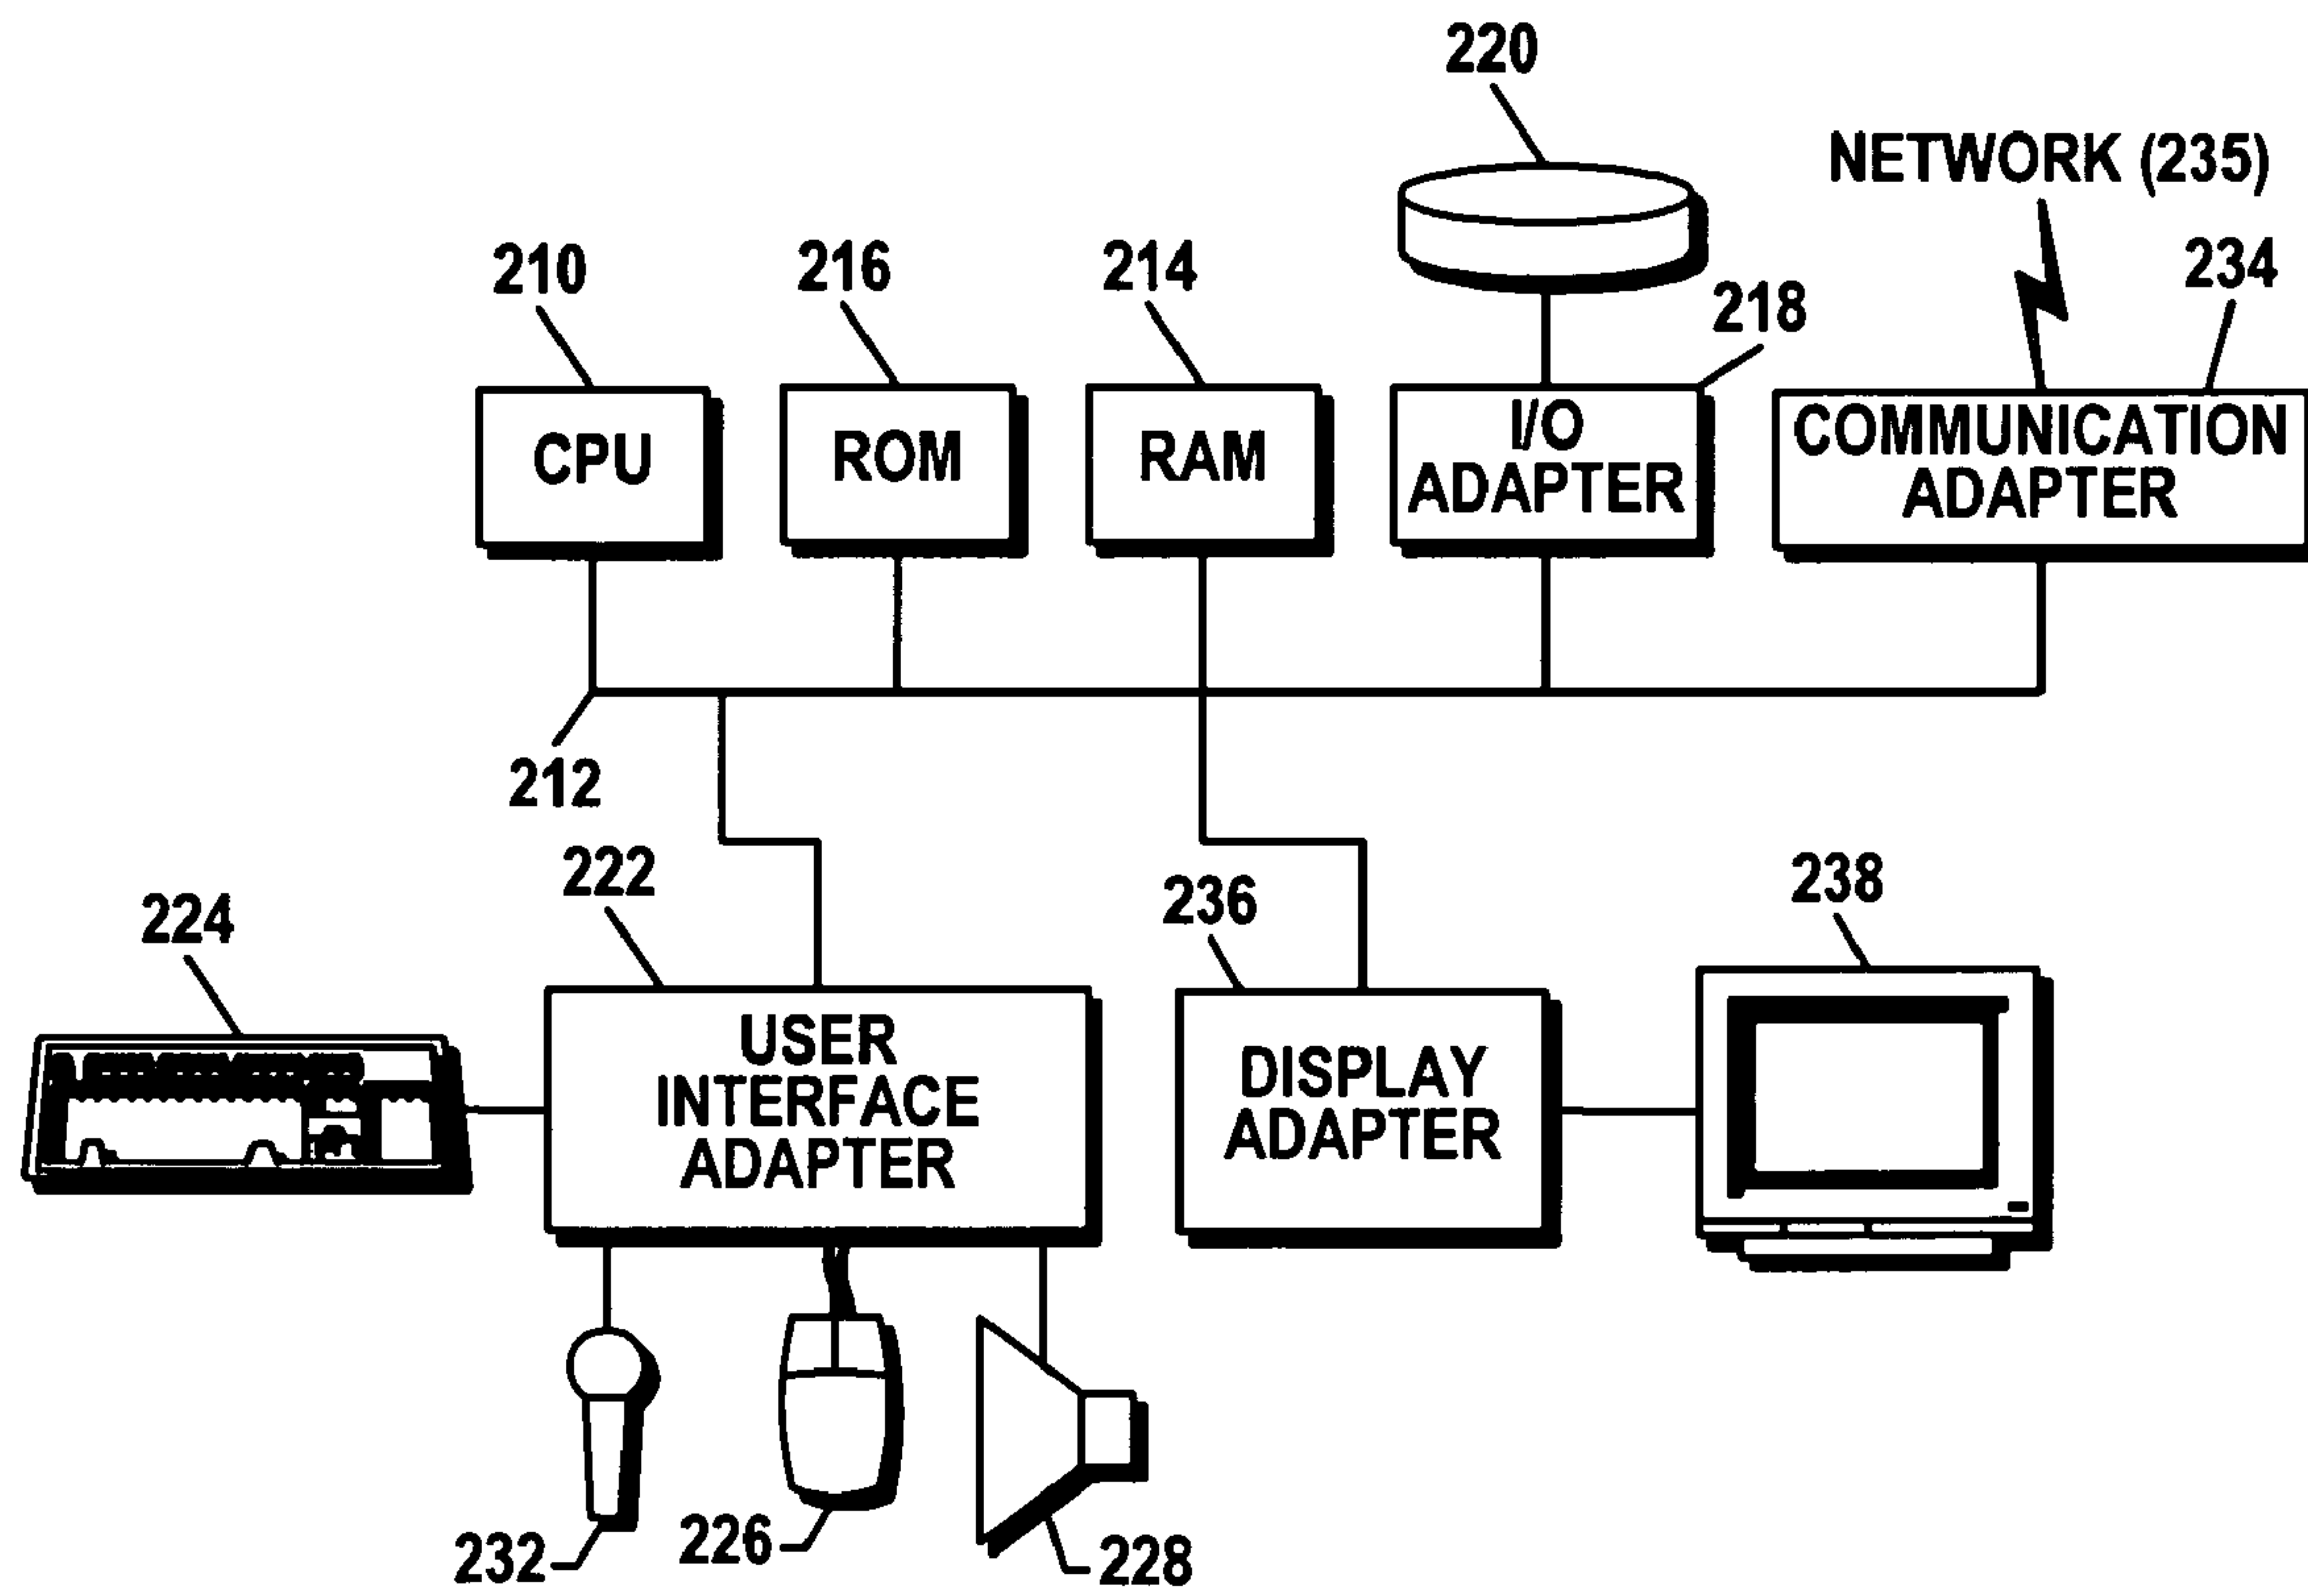 220
NETWORK (235)
210
216
214
218
234
CPU
ROM
RAM
I/O
ADAPTER
COMMUNICATION
ADAPTER
212
222
224
236
238
USER
INTERFACE
ADAPTER
DISPLAY
ADAPTER
232
226
228